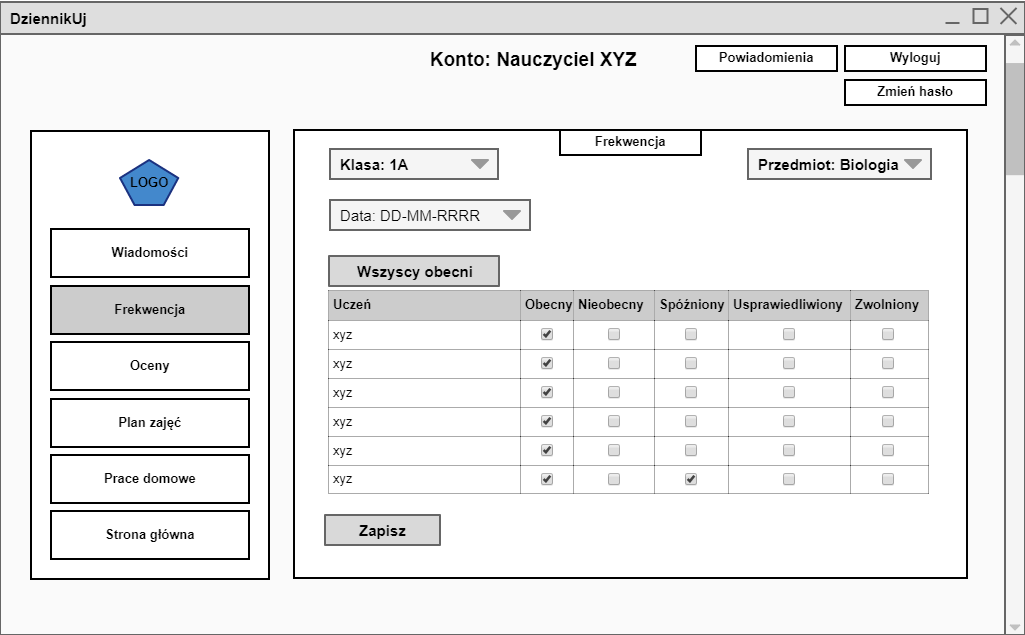 DziennikUj
Konto: Nauczyciel XYZ
Powiadomienia
Wyloguj
Zmień hasło
LOGO
Wiadomości
Frekwencja
Oceny
Plan zajęć
Prace domowe
Strona główna
Frekwencja
Klasa: 1A
Przedmiot: Biologia
Data: DD-MM-RRRR
Wszyscy obecni
Uczeń Obecny Nieobecny Spóźniony Usprawiedliwiony Zwolniony
xyz
xyz
xyz
xyz
xyz
xyz
Zapisz